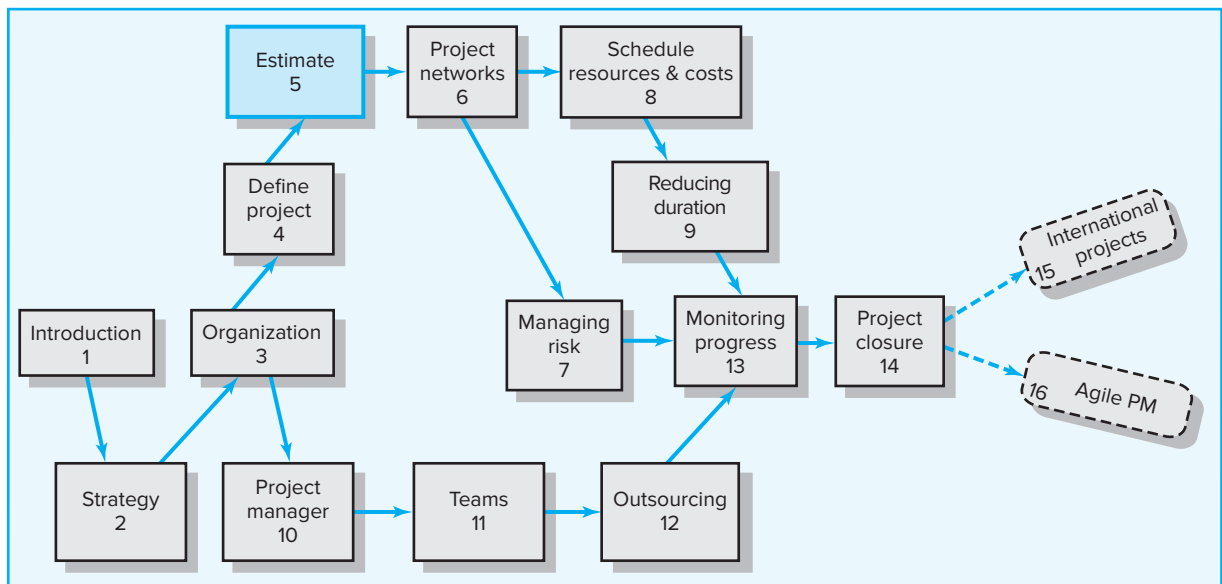 Estimate
5
Project
networks
6
Schedule
resources & costs
8
Define
project
4
Reducing
duration
9
International
projects
15
Introduction
1
Organization
3
Managing
risk
7
Monitoring
progress
13
Project
closure
14
16
Agile PM
Strategy
2
Project
manager
10
Teams
11
Outsourcing
12